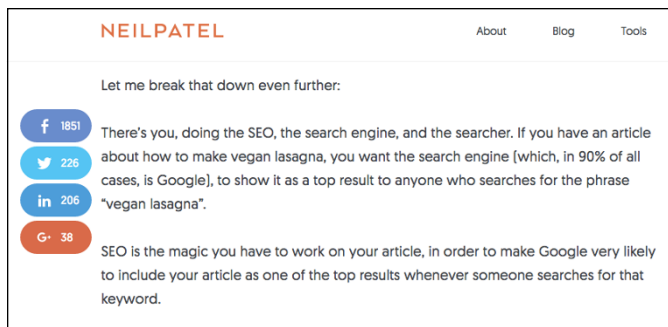 NEILPATEL
About Blog Tools
Let me break that down even further:
There's you, doing the SEO, the search engine, and the searcher. If you have an article
about how to make vegan lasagna, you want the search engine (which, in 90% of all
cases, is Google), to show it as a top result to anyone who searches for the phrase
"vegan lasagna".
SEO is the magic you have to work on your article, in order to make Google very likely
to include your article as one of the top results whenever someone searches for that
keyword.
f 1851
226
in 206
G+ 38